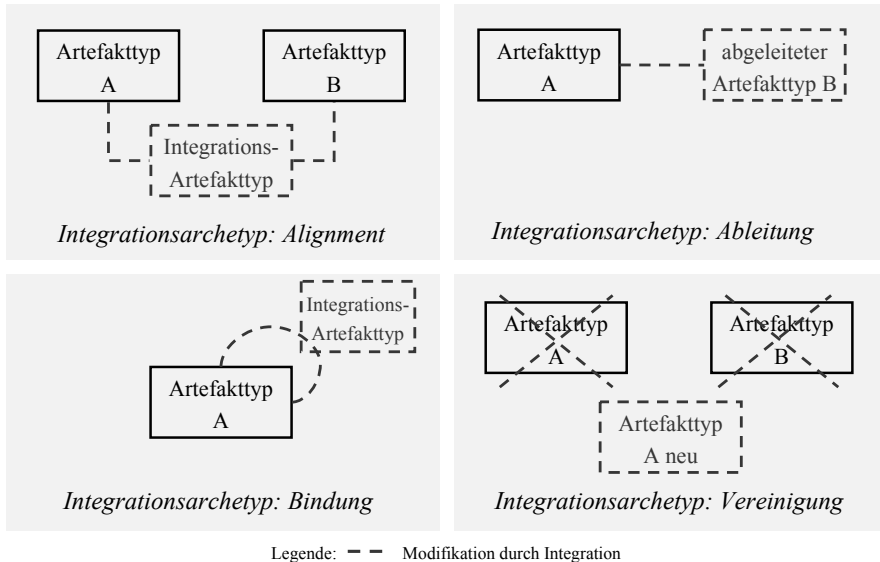 Artefakttyp
A
Artefakttyp
B
Integrations-
Artefakttyp
Integrationsarchetyp: Alignment
Artefakttyp
A
abgeleiteter
Artefakttyp B
Integrationsarchetyp: Ableitung
Integrations-
Artefakttyp
Artefakttyp
A
Integrationsarchetyp: Bindung
Artefakttyp
A
Artefakttyp
B
Artefakttyp
A neu
Integrationsarchetyp: Vereinigung
Legende: Modifikation durch Integration